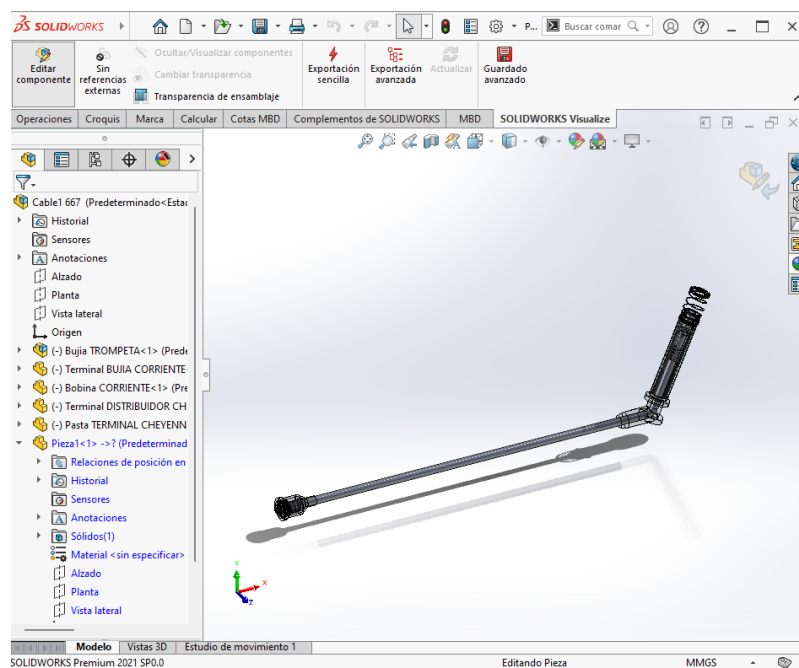 SOLIDWORKS
P...
Buscar comar
Editar componente
Sin referencias externas
Ocultar/Visualizar componentes
Cambiar transparencia
Transparencia de ensamblaje
Exportación sencilla
Exportación avanzada
Actualizar
Guardado avanzado
Operaciones
Croquis
Marca
Calcular
Cotas MBD
Complementos de SOLIDWORKS
MBD
SOLIDWORKS Visualize
Cable1 667 (Predeterminado<Estac
Historial
Sensores
Anotaciones
Alzado
Planta
Vista lateral
Origen
(-) Bujia TROMPETA<1> (Prede
(-) Terminal BUJIA CORRIENTE
(-) Bobina CORRIENTE<1> (Pre
(-) Terminal DISTRIBUIDOR CH
(-) Pasta TERMINAL CHEYENN
Pieza1<1> ->? (Predeterminad
Relaciones de posición en
Historial
Sensores
Anotaciones
Sólidos(1)
Material <sin especificar>
Alzado
Planta
Vista lateral
Y
X
Z
Modelo
Vistas 3D
Estudio de movimiento 1
SOLIDWORKS Premium 2021 SP0.0
Editando Pieza
MMGS